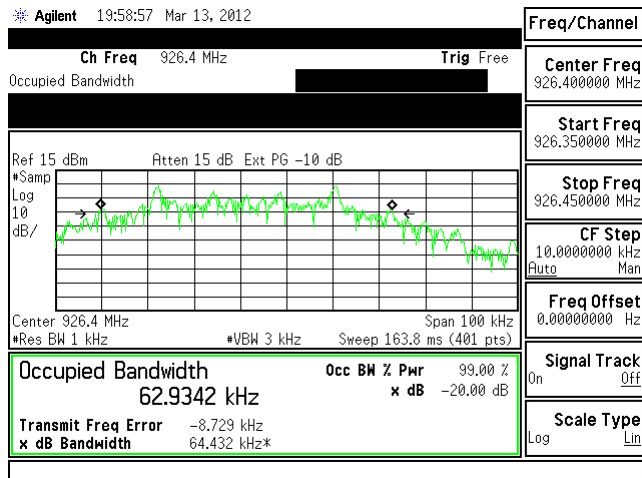 Agilent 19:58:57 Mar 13, 2012
Freq/Channel
Ch Freq 926.4 MHz Trig Free
Occupied Bandwidth
Center Freq
926.400000 MHz
Start Freq
926.350000 MHz
Stop Freq
926.450000 MHz
CF Step
10.0000000 kHz
Auto Man
Freq Offset
0.00000000 Hz
Signal Track
On Off
Scale Type
Log Lin
Ref 15 dBm Atten 15 dB Ext PG -10 dB
#Samp
Log
10
dB/
Center 926.4 MHz Span 100 kHz
#Res BW 1 kHz #VBW 3 kHz Sweep 163.8 ms (401 pts)
Occupied Bandwidth Occ BW % Pwr 99.00 %
62.9342 kHz x dB -20.00 dB
Transmit Freq Error -8.729 kHz
x dB Bandwidth 64.432 kHz*